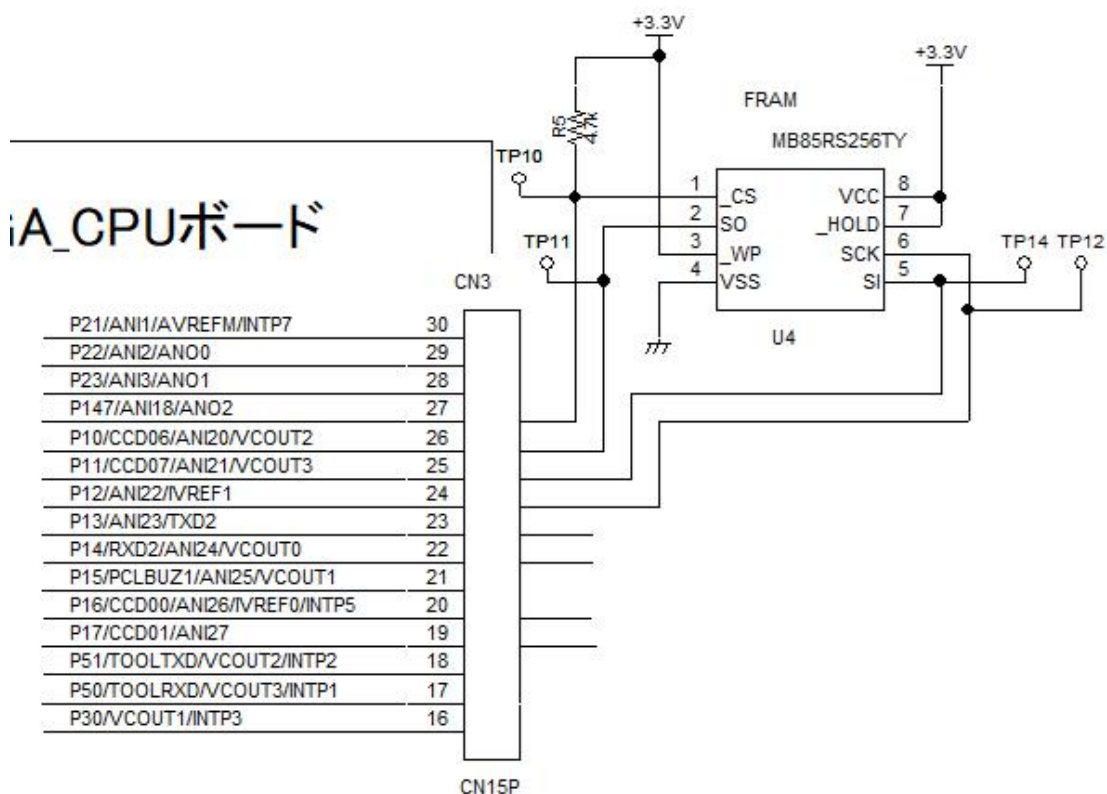 +3.3V
+3.3V
FRAM
R5
4.7k
MB85RS256TY
TP10
1 _CS VCC 8
2 SO _HOLD 7
3 _WP SCK 6
4 VSS SI 5
A_CPUボード
TP11
TP14 TP12
CN3
U4
P21/ANI1/AVREFM/INTP7 30
P22/ANI2/ANO0 29
P23/ANI3/ANO1 28
P147/ANI18/ANO2 27
P10/CCD06/ANI20/VCOUT2 26
P11/CCD07/ANI21/VCOUT3 25
P12/ANI22/IVREF1 24
P13/ANI23/TXD2 23
P14/RXD2/ANI24/VCOUT0 22
P15/PCLBUZ1/ANI25/VCOUT1 21
P16/CCD00/ANI26/IVREF0/INTP5 20
P17/CCD01/ANI27 19
P51/TOOLTXD/VCOUT2/INTP2 18
P50/TOOLRXD/VCOUT3/INTP1 17
P30/VCOUT1/INTP3 16
CN15P